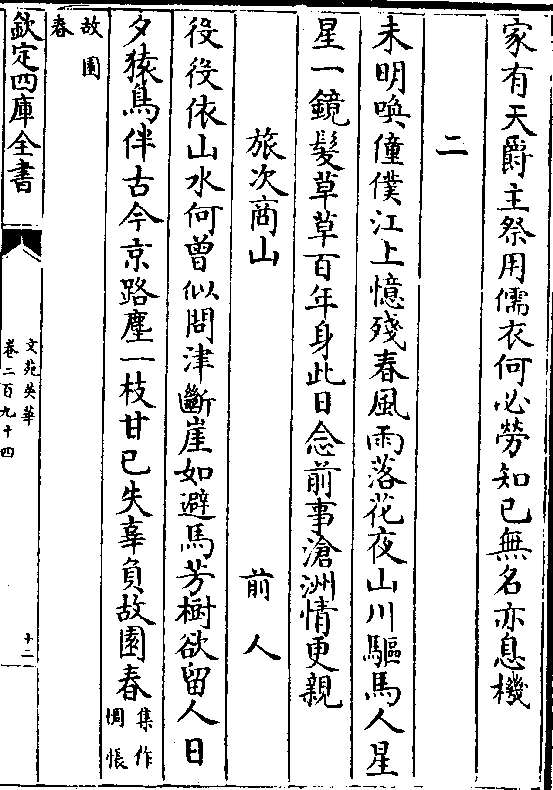 家有天爵主祭用儒衣何必勞知已無名亦息機
二
未明喚僮僕江上憶殘春風雨落花夜山川驅馬人星
星一鏡髮草草百年身此日念前事滄洲情更親
旅次商山 前人
役役依山水何曾似問津斷崖如避馬芳樹欲留人日
夕猿鳥伴古今京路塵一枝甘已失辜負故園春集作惆悵
故園春
欽定四庫全書
文苑英華
卷二百九十四
十二